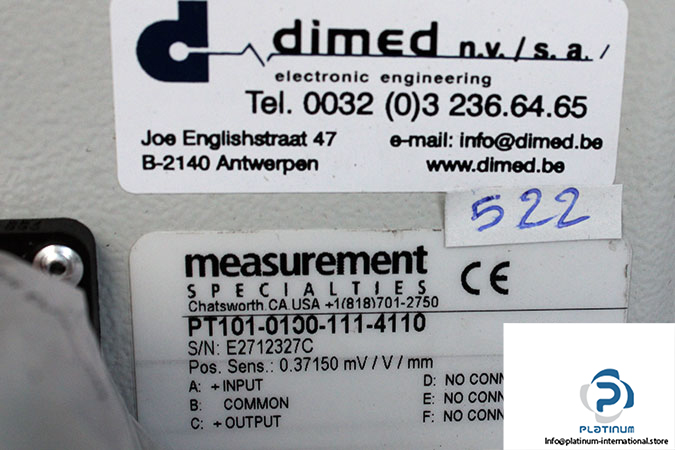 dimed n.v./s.a./
electronic engineering
Tel. 0032 (0)3 236.64.65
Joe Englishstraat 47 e-mail: info@dimed.be
B-2140 Antwerpen www.dimed.be
522
measurement
SPECIALTIES CE
Chatsworth CA.USA +1(818)701-2750
PT101-0100-111-4110
S/N: E2712327C
Pos. Sens.: 0.37150 mV / V / mm
A: +INPUT D: NO CONN
B: COMMON E: NO CONN
C: +OUTPUT F: NO CONN
PLATINUM
Info@platinum-international.store